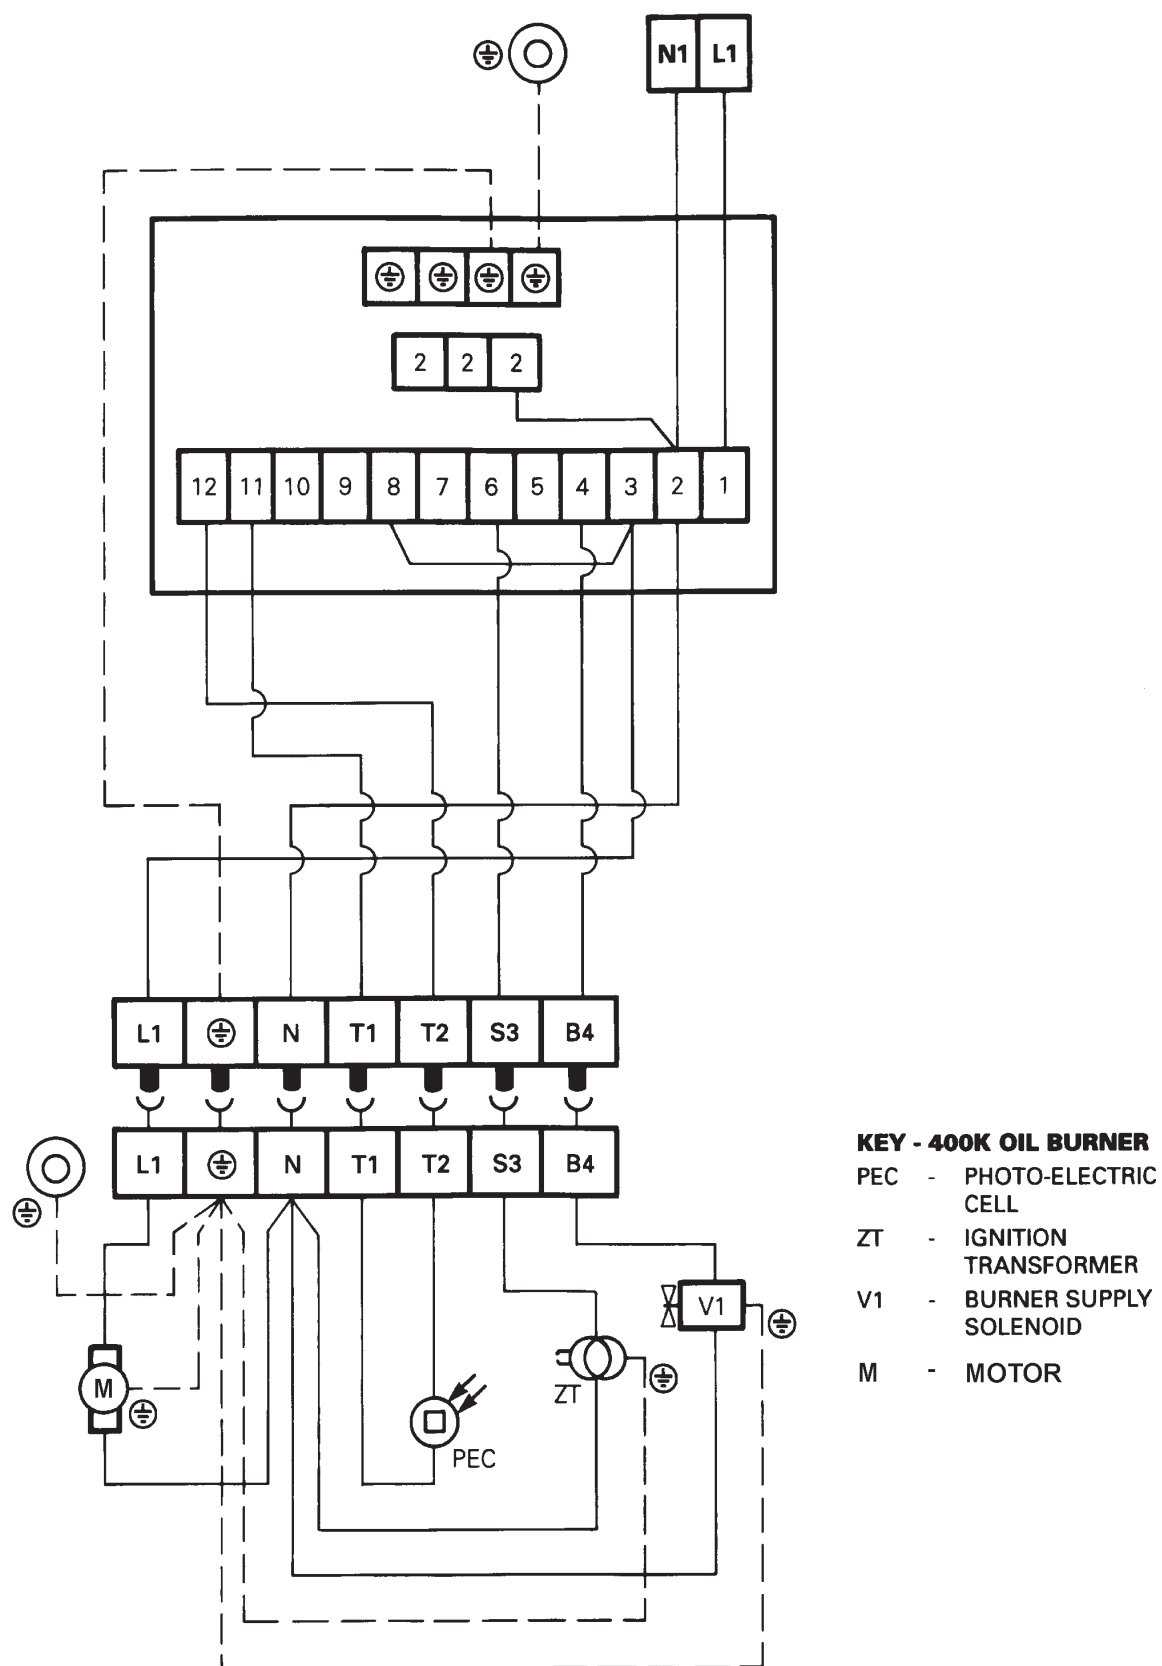 N1 L1
2 2 2
12 11 10 9 8 7 6 5 4 3 2 1
L1 N T1 T2 S3 B4
L1 N T1 T2 S3 B4
KEY - 400K OIL BURNER
PEC - PHOTO-ELECTRIC
CELL
ZT - IGNITION
TRANSFORMER
V1 - BURNER SUPPLY
SOLENOID
M - MOTOR
V1
M
ZT
PEC